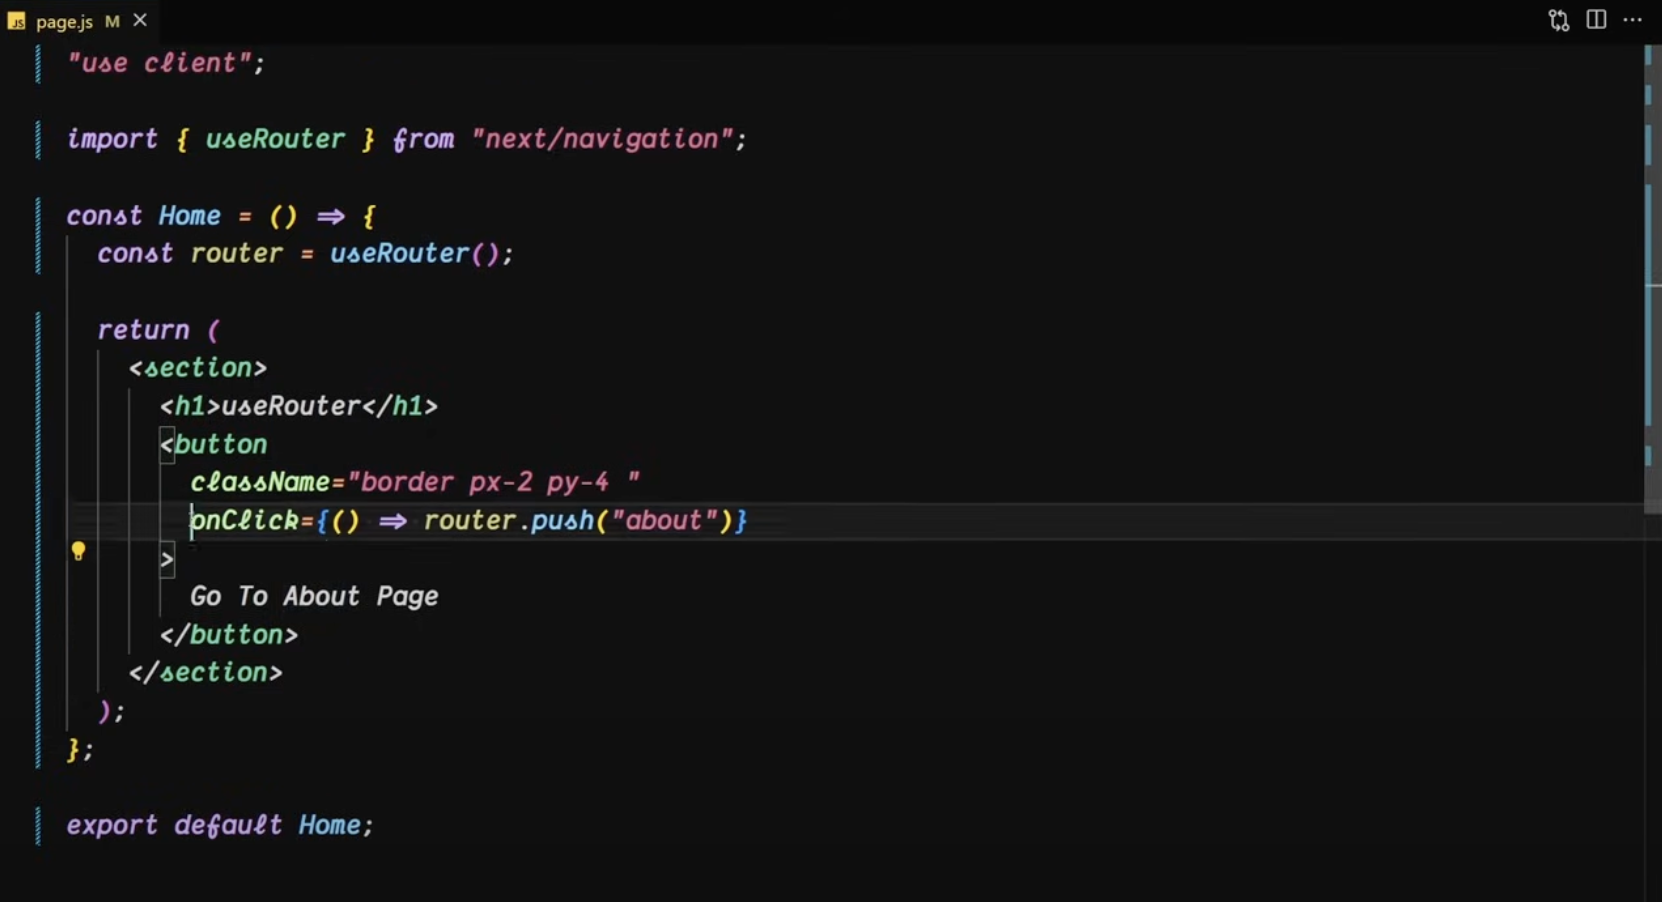 JS page.js M
"use client";
import { useRouter } from "next/navigation";
const Home = () => {
const router = useRouter();
return (
<section>
<h1>useRouter</h1>
<button
className="border px-2 py-4 "
onClick={() => router.push("about")}
>
Go To About Page
</button>
</section>
);
};
export default Home;